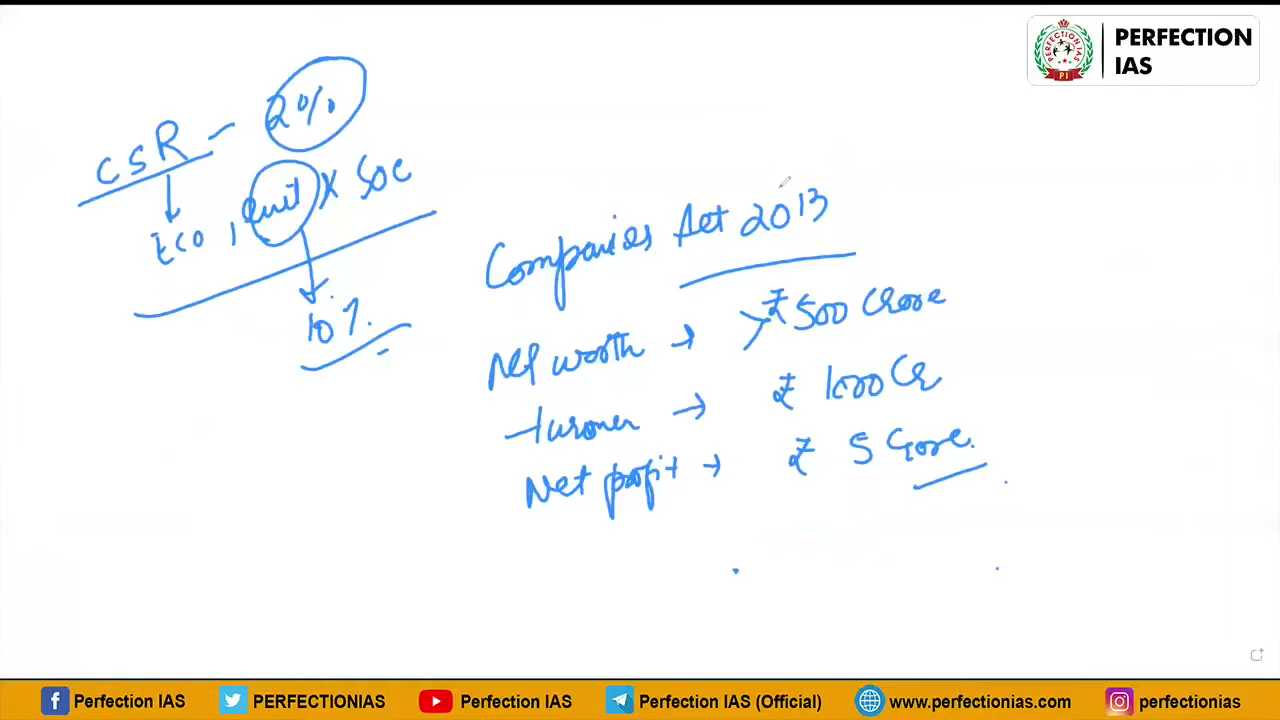 PERFECTION
IAS
CSR - 2%
ECO, envt x SOC
10%.
Companies Act 2013
Net worth → >₹500 Crore
turnover → ₹ 1000 Cr
Net profit → ₹ 5 Crore.
Perfection IAS
PERFECTIONIAS
Perfection IAS
Perfection IAS (Official)
www.perfectionias.com
perfectionias